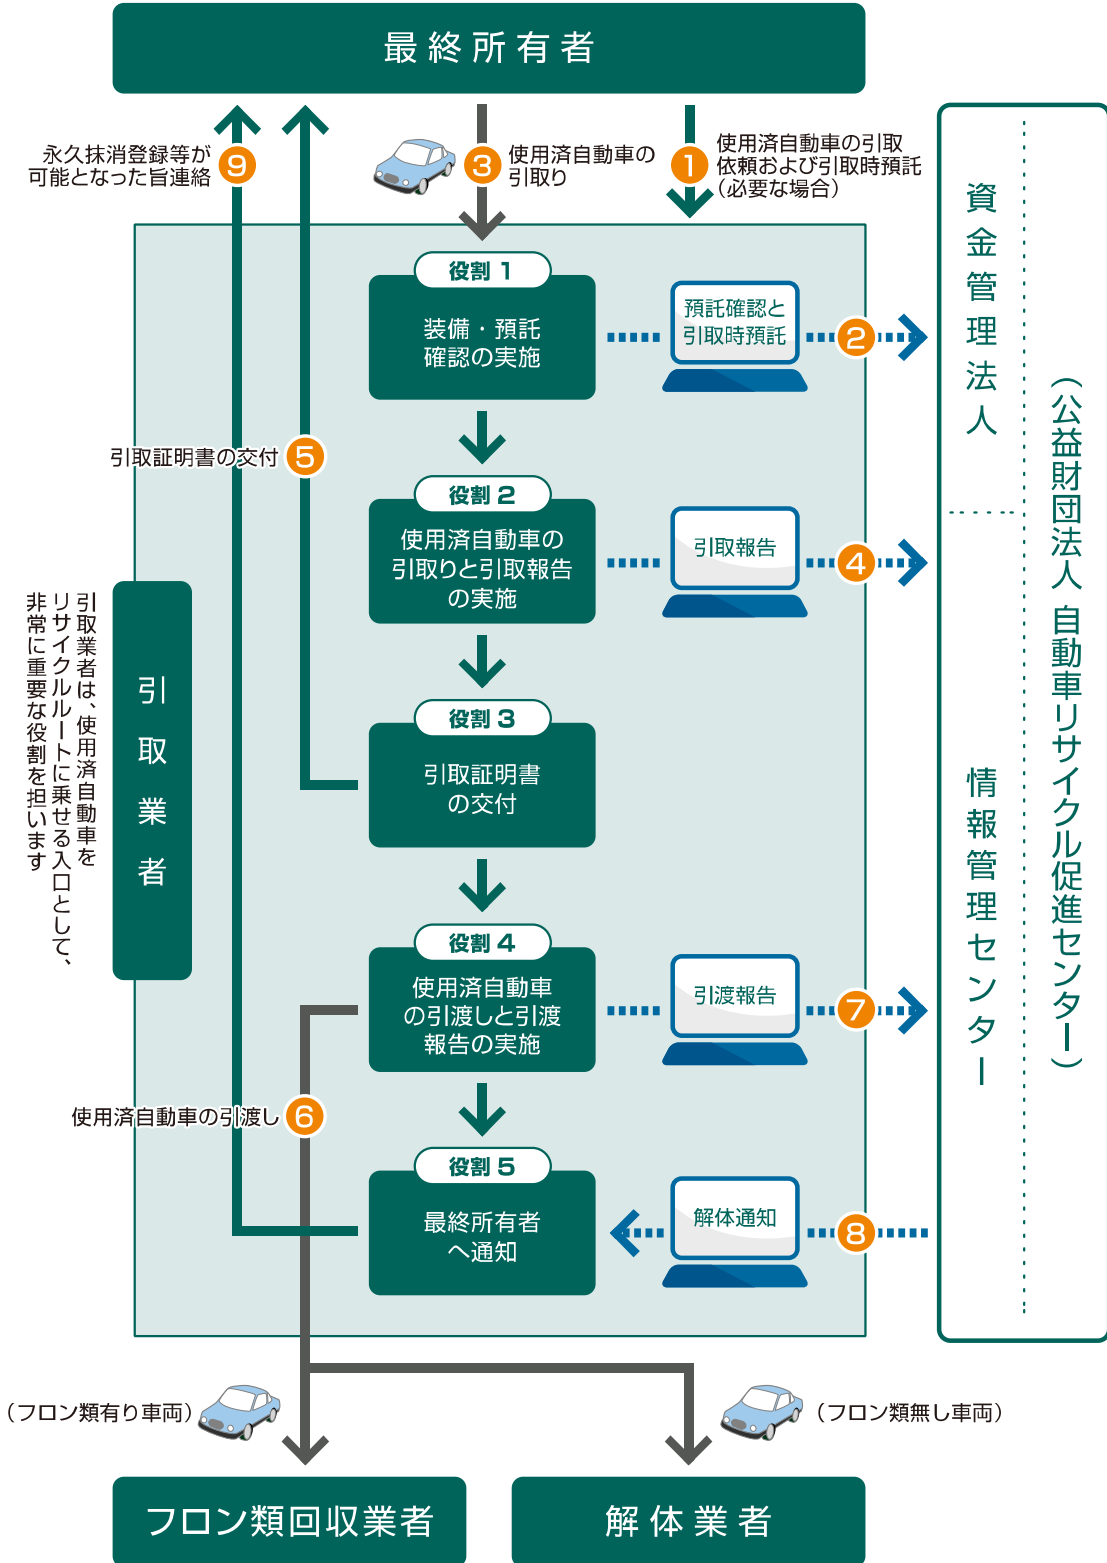 最終所有者
永久抹消登録等が
可能となった旨連絡
9
3
使用済自動車の
引取り
1
使用済自動車の引取
依頼および引取時預託
（必要な場合）
役割 1
装備・預託
確認の実施
預託確認と
引取時預託
2
資金管理法人
引取証明書の交付
5
役割 2
使用済自動車の
引取りと引取報告
の実施
引取報告
4
（公益財団法人 自動車リサイクル促進センター）
引取業者
引取業者は、使用済自動車を
リサイクルルートに乗せる入口として、
非常に重要な役割を担います
役割 3
引取証明書
の交付
情報管理センター
役割 4
使用済自動車
の引渡しと引渡
報告の実施
引渡報告
7
使用済自動車の引渡し
6
役割 5
最終所有者
へ通知
解体通知
8
（フロン類有り車両）
（フロン類無し車両）
フロン類回収業者
解体業者